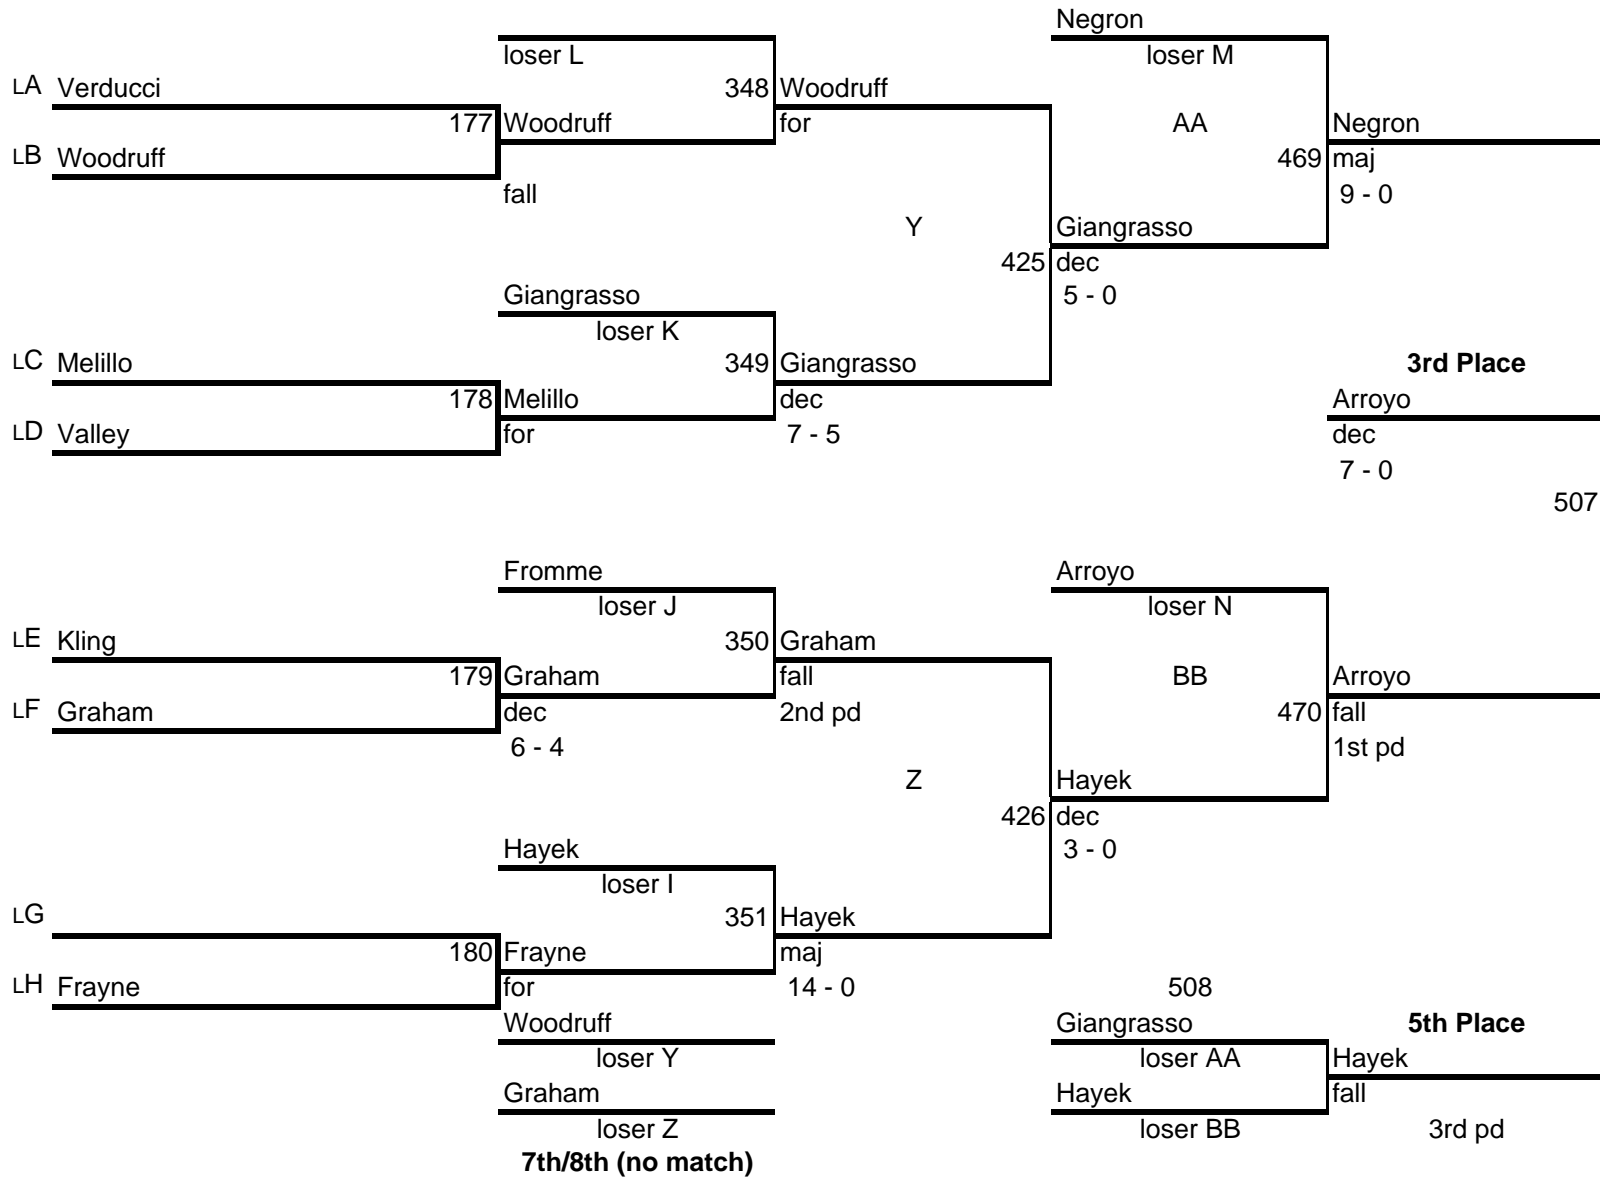 Negron
loser L
loser M
LA Verducci
348 Woodruff
177 Woodruff
for
AA
Negron
LB Woodruff
469 maj
fall
9 - 0
Y
Giangrasso
425 dec
Giangrasso
5 - 0
loser K
LC Melillo
349 Giangrasso
3rd Place
178 Melillo
dec
Arroyo
LD Valley
for
7 - 5
dec
7 - 0
507
Fromme
Arroyo
loser J
loser N
LE Kling
350 Graham
179 Graham
fall
BB
Arroyo
LF Graham
dec
2nd pd
470 fall
6 - 4
1st pd
Z
Hayek
426 dec
Hayek
3 - 0
loser I
LG
351 Hayek
180 Frayne
maj
LH Frayne
for
14 - 0
508
Woodruff
Giangrasso
5th Place
loser Y
loser AA
Hayek
Graham
Hayek
fall
loser Z
loser BB
3rd pd
7th/8th (no match)